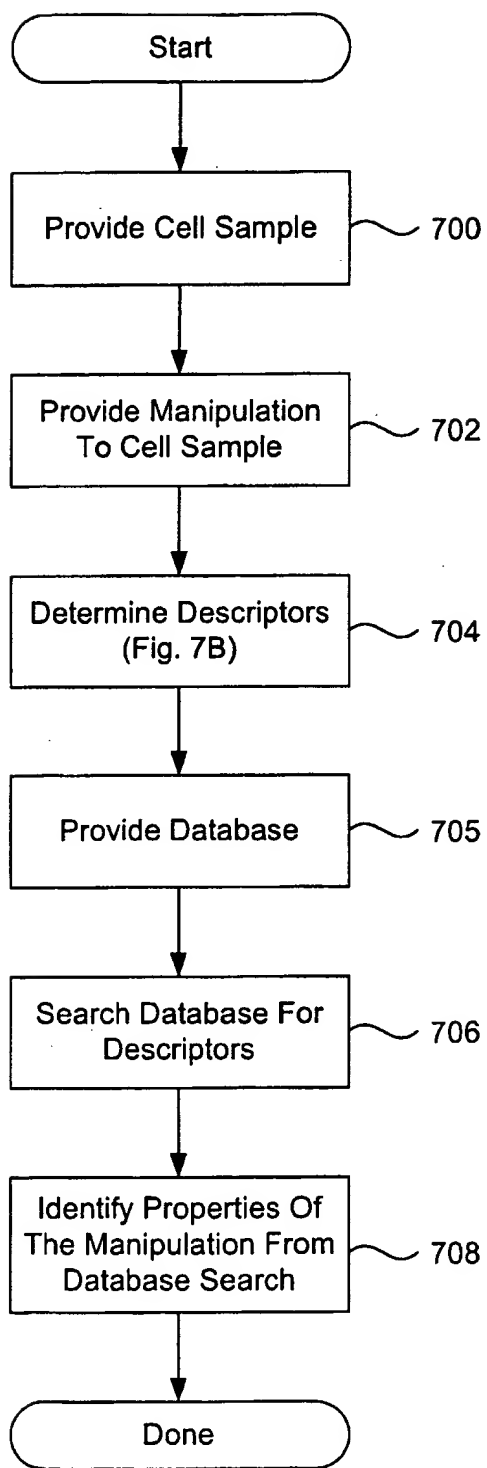 Start
Provide Cell Sample
700
Provide Manipulation
To Cell Sample
702
Determine Descriptors
(Fig. 7B)
704
Provide Database
705
Search Database For
Descriptors
706
Identify Properties Of
The Manipulation From
Database Search
708
Done